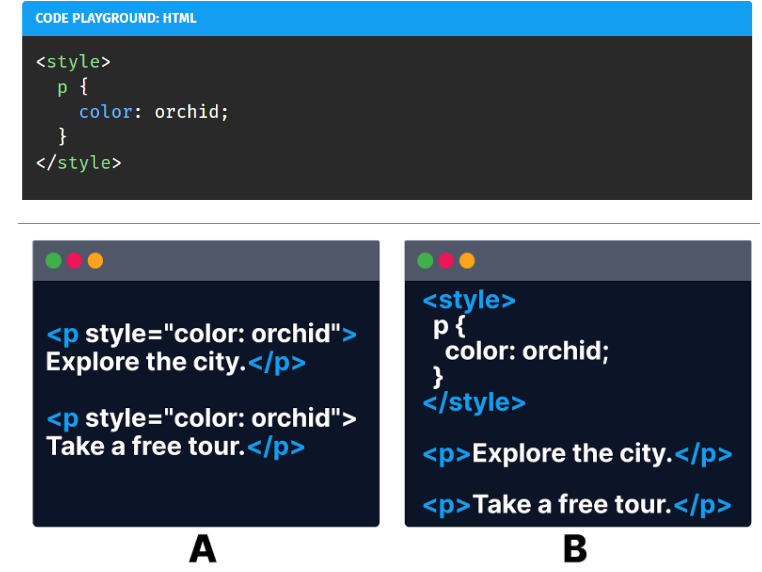 CODE PLAYGROUND: HTML
<style>
  p {
    color: orchid;
  }
</style>
<p style="color: orchid">
Explore the city.</p>
<p style="color: orchid">
Take a free tour.</p>
A
<style>
p {
color: orchid;
}
</style>
<p>Explore the city.</p>
<p>Take a free tour.</p>
B